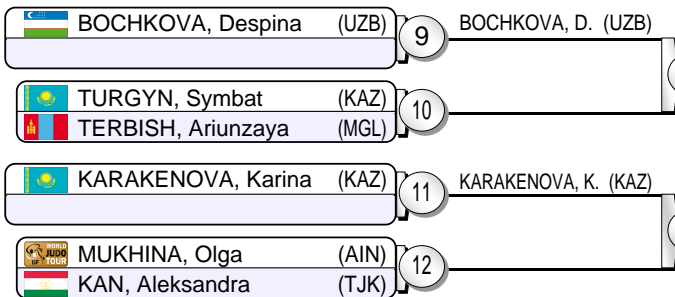 BOCHKOVA, Despina (UZB) 9 BOCHKOVA, D. (UZB)
TURGYN, Symbat (KAZ) 10
TERBISH, Ariunzaya (MGL)
KARAKENOVA, Karina (KAZ) 11 KARAKENOVA, K. (KAZ)
WORLD JUDO TOUR
MUKHINA, Olga (AIN) 12
KAN, Aleksandra (TJK)